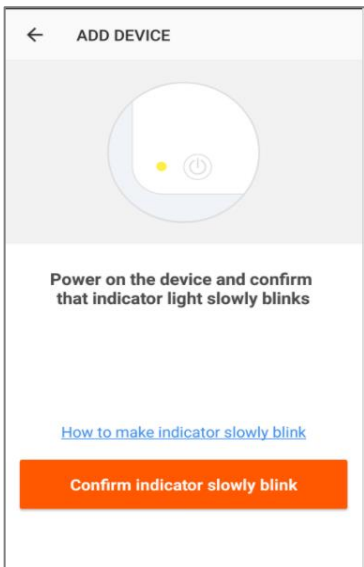 ADD DEVICE
Power on the device and confirm
that indicator light slowly blinks
How to make indicator slowly blink
Confirm indicator slowly blink